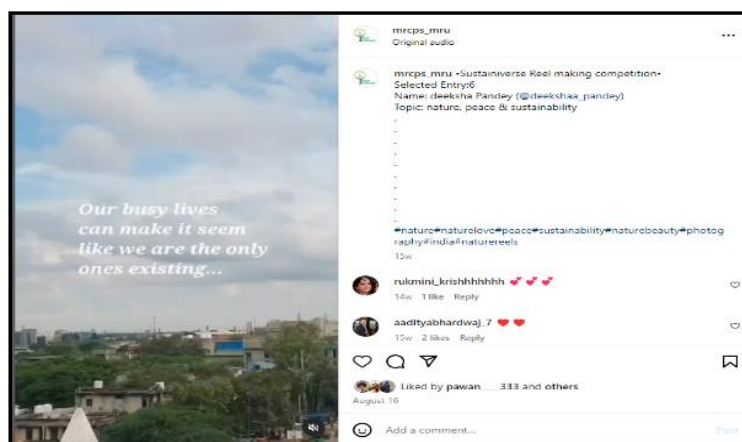 Our busy lives
can make it seem
like we are the only
ones existing...
mrcps_mru
Original audio
mrcps_mru •Sustainiverse Reel making competition•
Selected Entry:6
Name: deeksha Pandey (@deekshaa_pandey)
Topic: nature, peace & sustainability
.
.
.
.
.
.
.
.
.
#nature#naturelove#peace#sustainability#naturebeauty#photog
raphy#india#naturereels
15w
rukmini_krishhhhhhh 💕 💕 💕
14w 1 like Reply
aadityabhardwaj_7 ❤️ ❤️
15w 2 likes Reply
Liked by pawan___333 and others
August 16
Add a comment...
Post